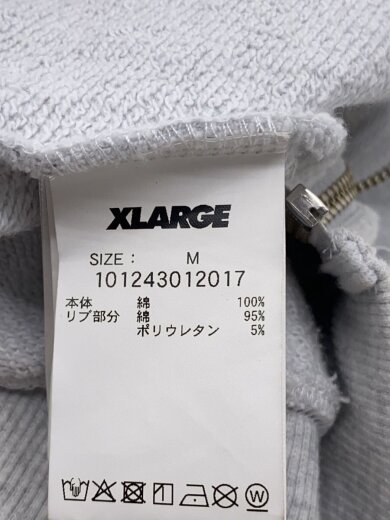 XLARGE
SIZE: M
101243012017
本体 綿 100%
リブ部分 綿 95%
ポリウレタン 5%